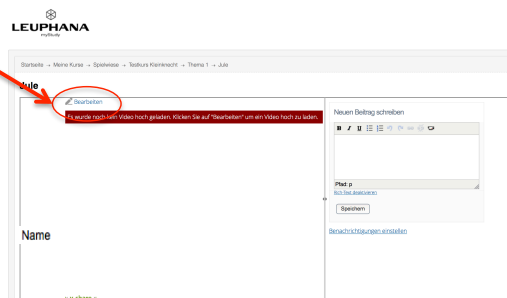 LEUPHANA
myStudy
Startseite → Meine Kurse → Spielwiese → Testkurs Kleinknecht → Thema 1 → Jule
Jule
Bearbeiten
Es wurde noch kein Video hoch geladen. Klicken Sie auf "Bearbeiten" um ein Video hoch zu laden.
Name
Neuen Beitrag schreiben
B I U
Pfad: p
Rich-Text deaktivieren
Speichern
Benachrichtigungen einstellen